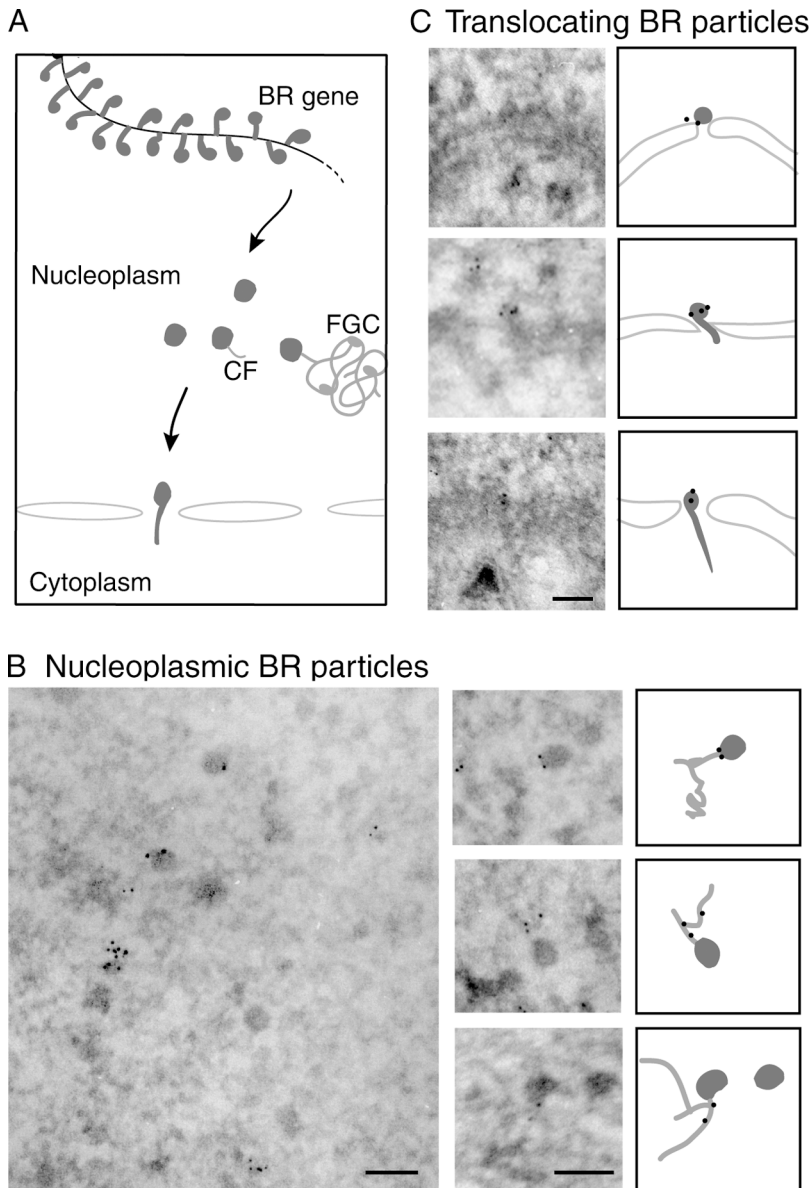 A
BR gene
Nucleoplasm
FGC
CF
Cytoplasm
C Translocating BR particles
B Nucleoplasmic BR particles